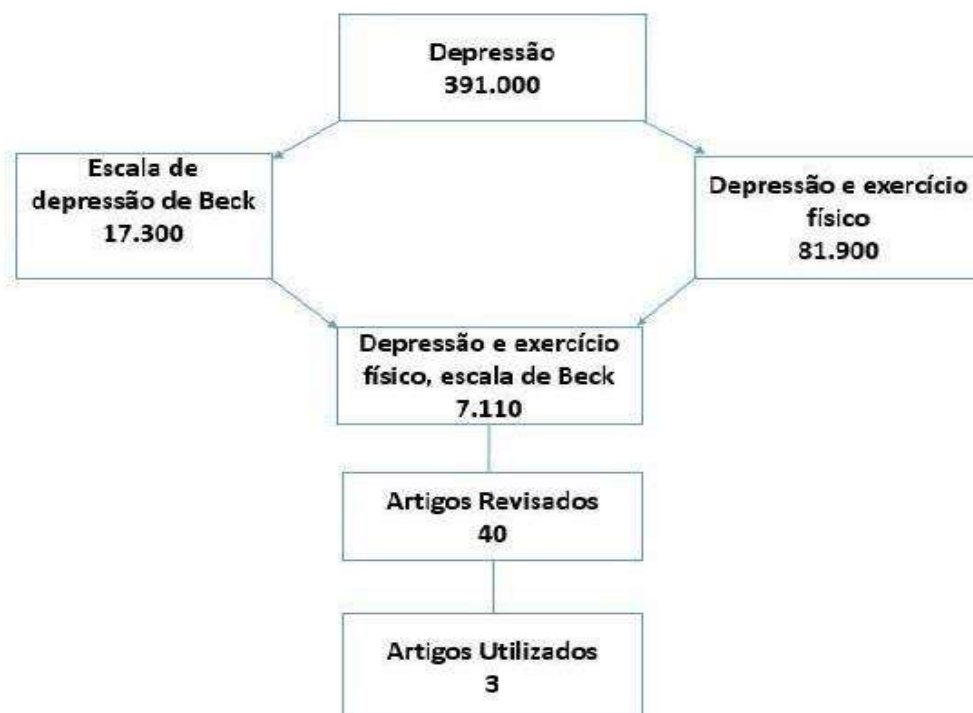 Depressão
391.000
Escala de
depressão de Beck
17.300
Depressão e exercício
físico
81.900
Depressão e exercício
físico, escala de Beck
7.110
Artigos Revisados
40
Artigos Utilizados
3